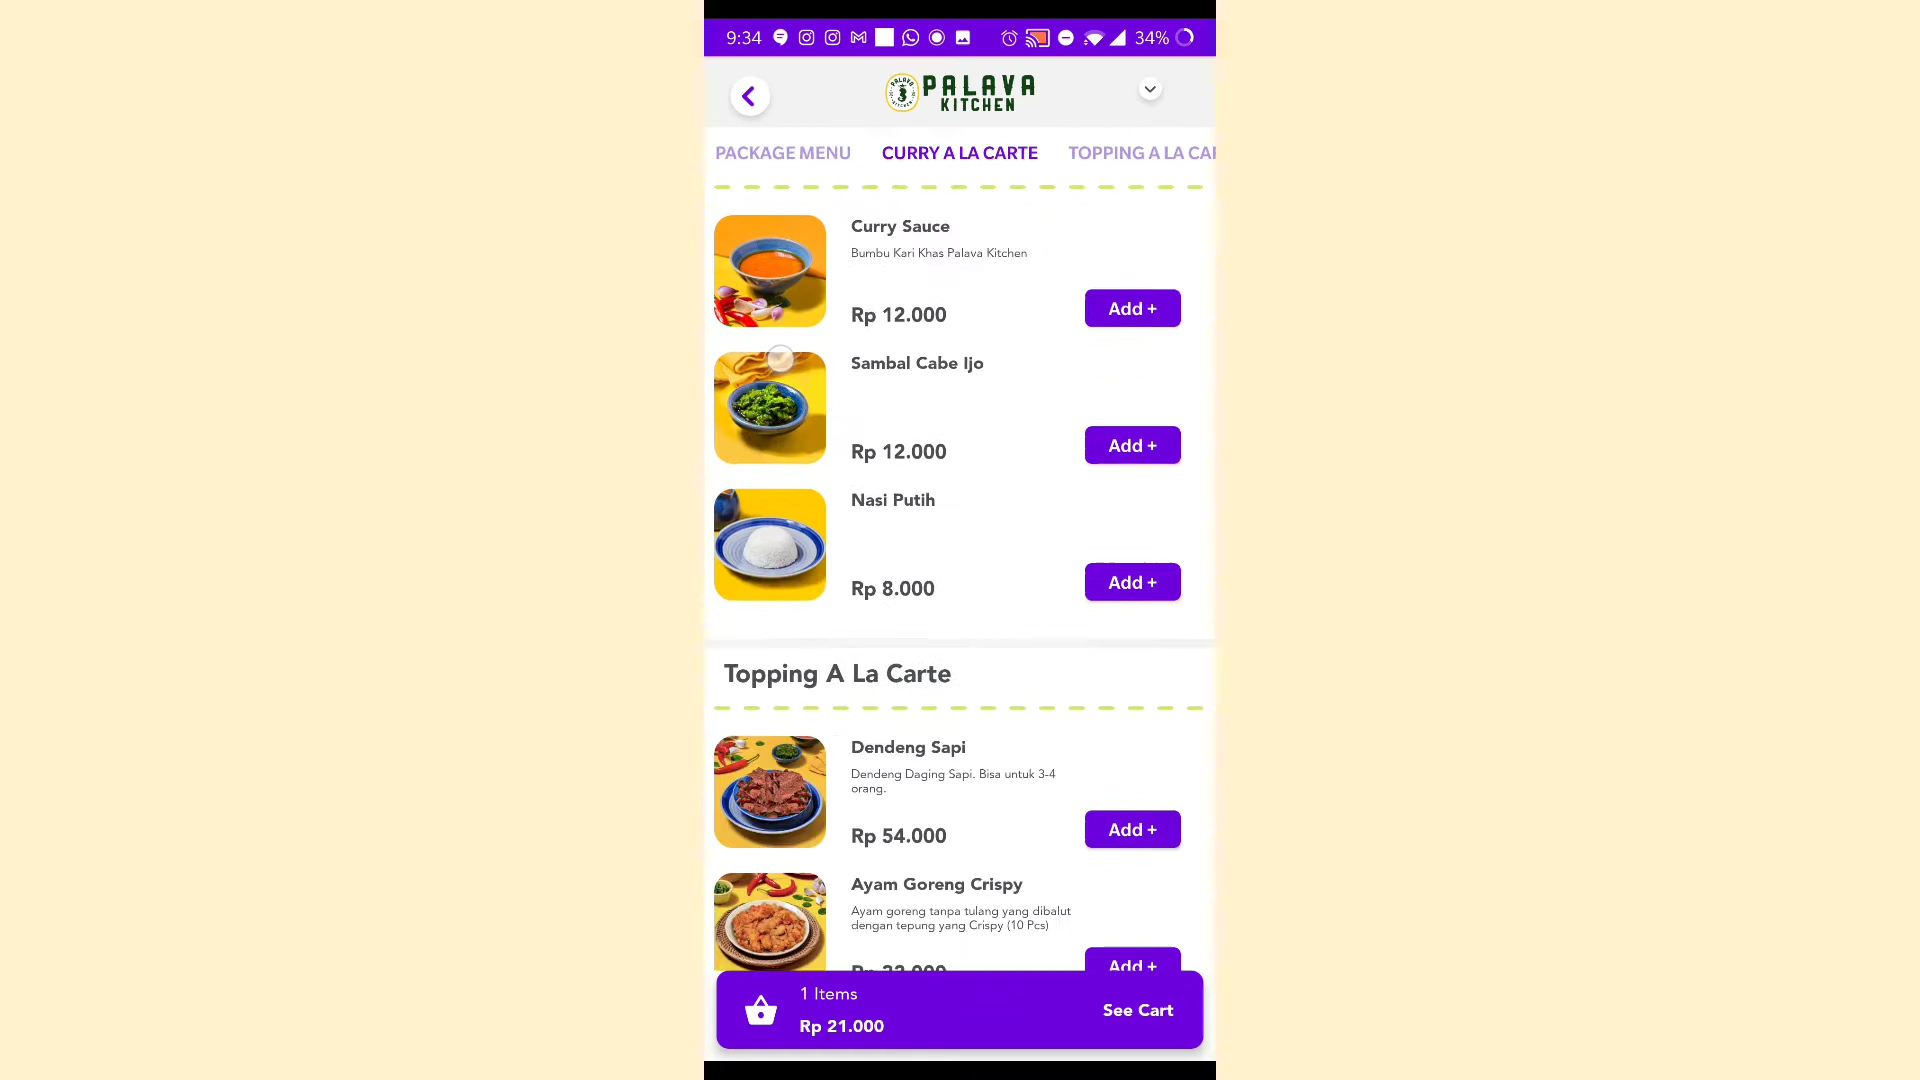 9:34
34%
PALAVA
KITCHEN
PACKAGE MENU CURRY A LA CARTE TOPPING A LA CAR
Curry Sauce
Bumbu Kari Khas Palava Kitchen
Rp 12.000
Add +
Sambal Cabe Ijo
Rp 12.000
Add +
Nasi Putih
Rp 8.000
Add +
Topping A La Carte
Dendeng Sapi
Dendeng Daging Sapi. Bisa untuk 3-4
orang.
Rp 54.000
Add +
Ayam Goreng Crispy
Ayam goreng tanpa tulang yang dibalut
dengan tepung yang Crispy (10 Pcs)
Add +
1 Items
Rp 21.000
See Cart